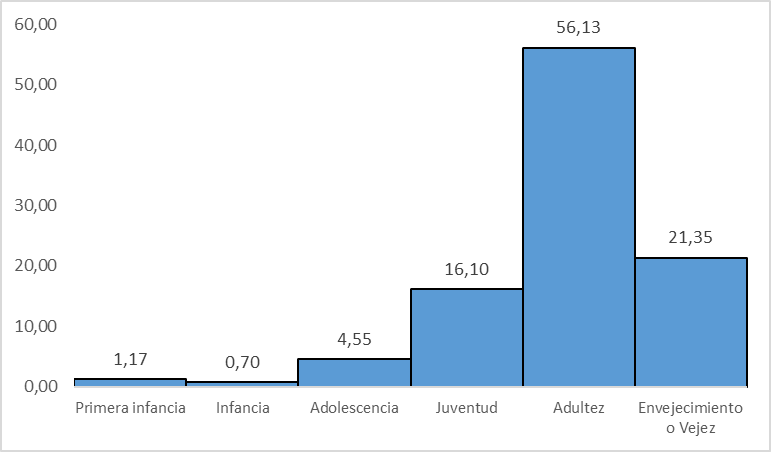 60,00
50,00
40,00
30,00
20,00
10,00
0,00
1,17
0,70
4,55
16,10
56,13
21,35
Primera infancia
Infancia
Adolescencia
Juventud
Adultez
Envejecimiento
o Vejez